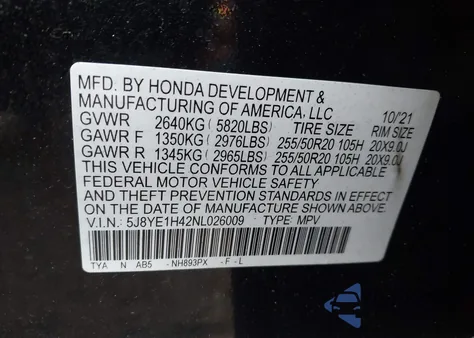 MFD. BY HONDA DEVELOPMENT &
MANUFACTURING OF AMERICA, LLC 10/21
GVWR 2640KG ( 5820LBS) TIRE SIZE RIM SIZE
GAWR F 1350KG ( 2976LBS) 255/50R20 105H 20X9.0J
GAWR R 1345KG ( 2965LBS) 255/50R20 105H 20X9.0J
THIS VEHICLE CONFORMS TO ALL APPLICABLE
FEDERAL MOTOR VEHICLE SAFETY
AND THEFT PREVENTION STANDARDS IN EFFECT ON
THE DATE OF MANUFACTURE SHOWN ABOVE.
V.I.N.: 5J8YE1H42NL026009 TYPE: MPV
TYA N AB5 - NH893PX - F - L